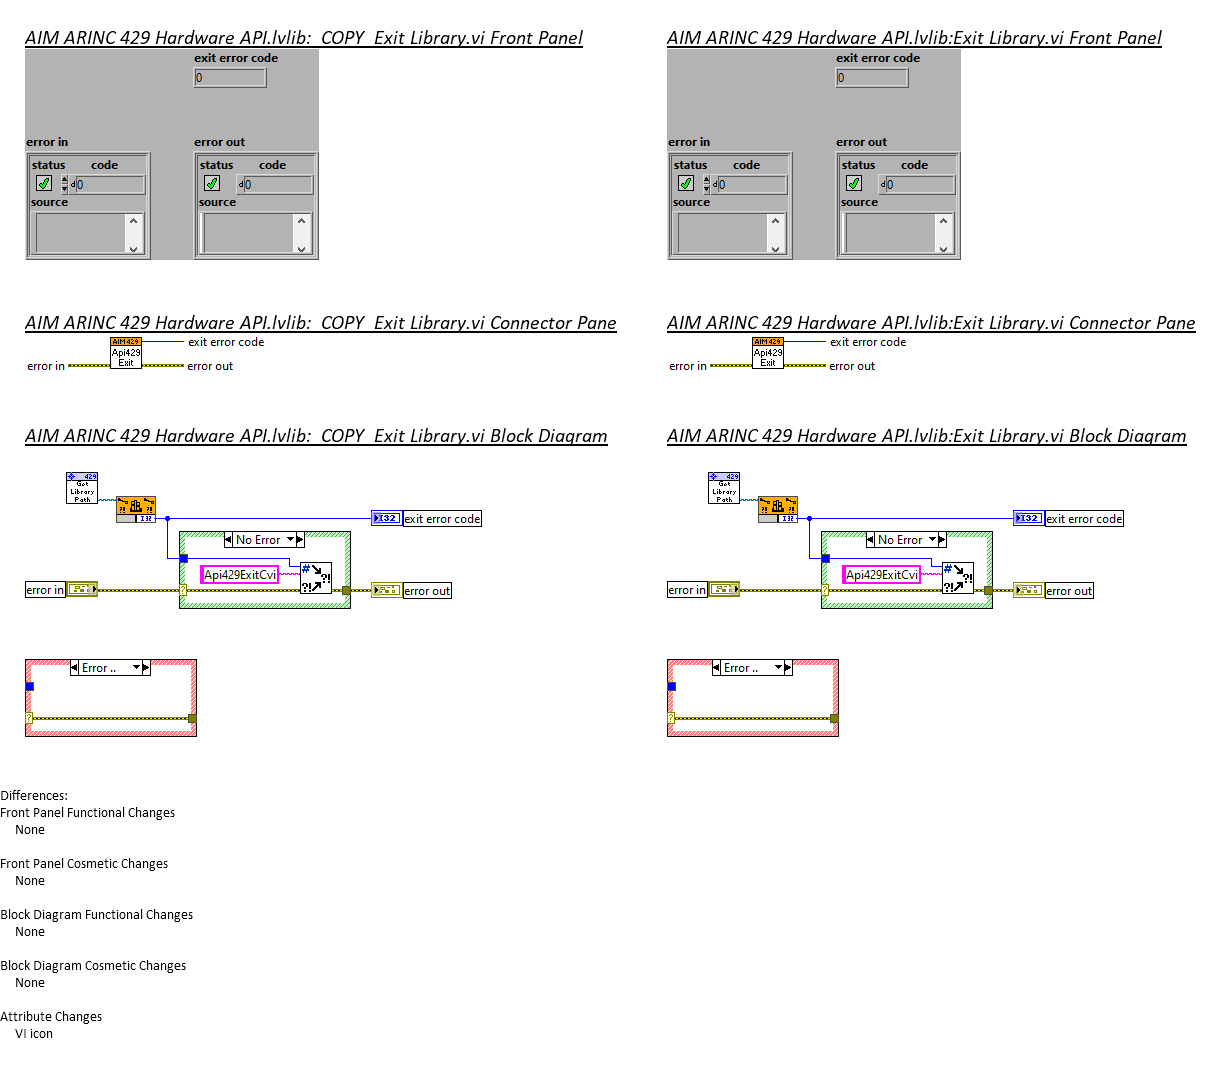 AIM ARINC 429 Hardware API.lvlib:_COPY_Exit Library.vi Front Panel
exit error code
0
error in
error out
status code
0
source
status code
0
source
AIM ARINC 429 Hardware API.lvlib:Exit Library.vi Front Panel
exit error code
0
error in
error out
status code
0
source
status code
0
source
AIM ARINC 429 Hardware API.lvlib:_COPY_Exit Library.vi Connector Pane
AIM429
Api429
Exit
exit error code
error in
error out
AIM ARINC 429 Hardware API.lvlib:Exit Library.vi Connector Pane
AIM429
Api429
Exit
exit error code
error in
error out
AIM ARINC 429 Hardware API.lvlib:_COPY_Exit Library.vi Block Diagram
429
Get
Library
Path
?! ?!
I32
I32
exit error code
No Error
Api429ExitCvi
#
?!
?!
error in
?
error out
Error ..
?
AIM ARINC 429 Hardware API.lvlib:Exit Library.vi Block Diagram
429
Get
Library
Path
?! ?!
I32
I32
exit error code
No Error
Api429ExitCvi
#
?!
?!
error in
?
error out
Error ..
?
Differences:
Front Panel Functional Changes
None
Front Panel Cosmetic Changes
None
Block Diagram Functional Changes
None
Block Diagram Cosmetic Changes
None
Attribute Changes
VI icon